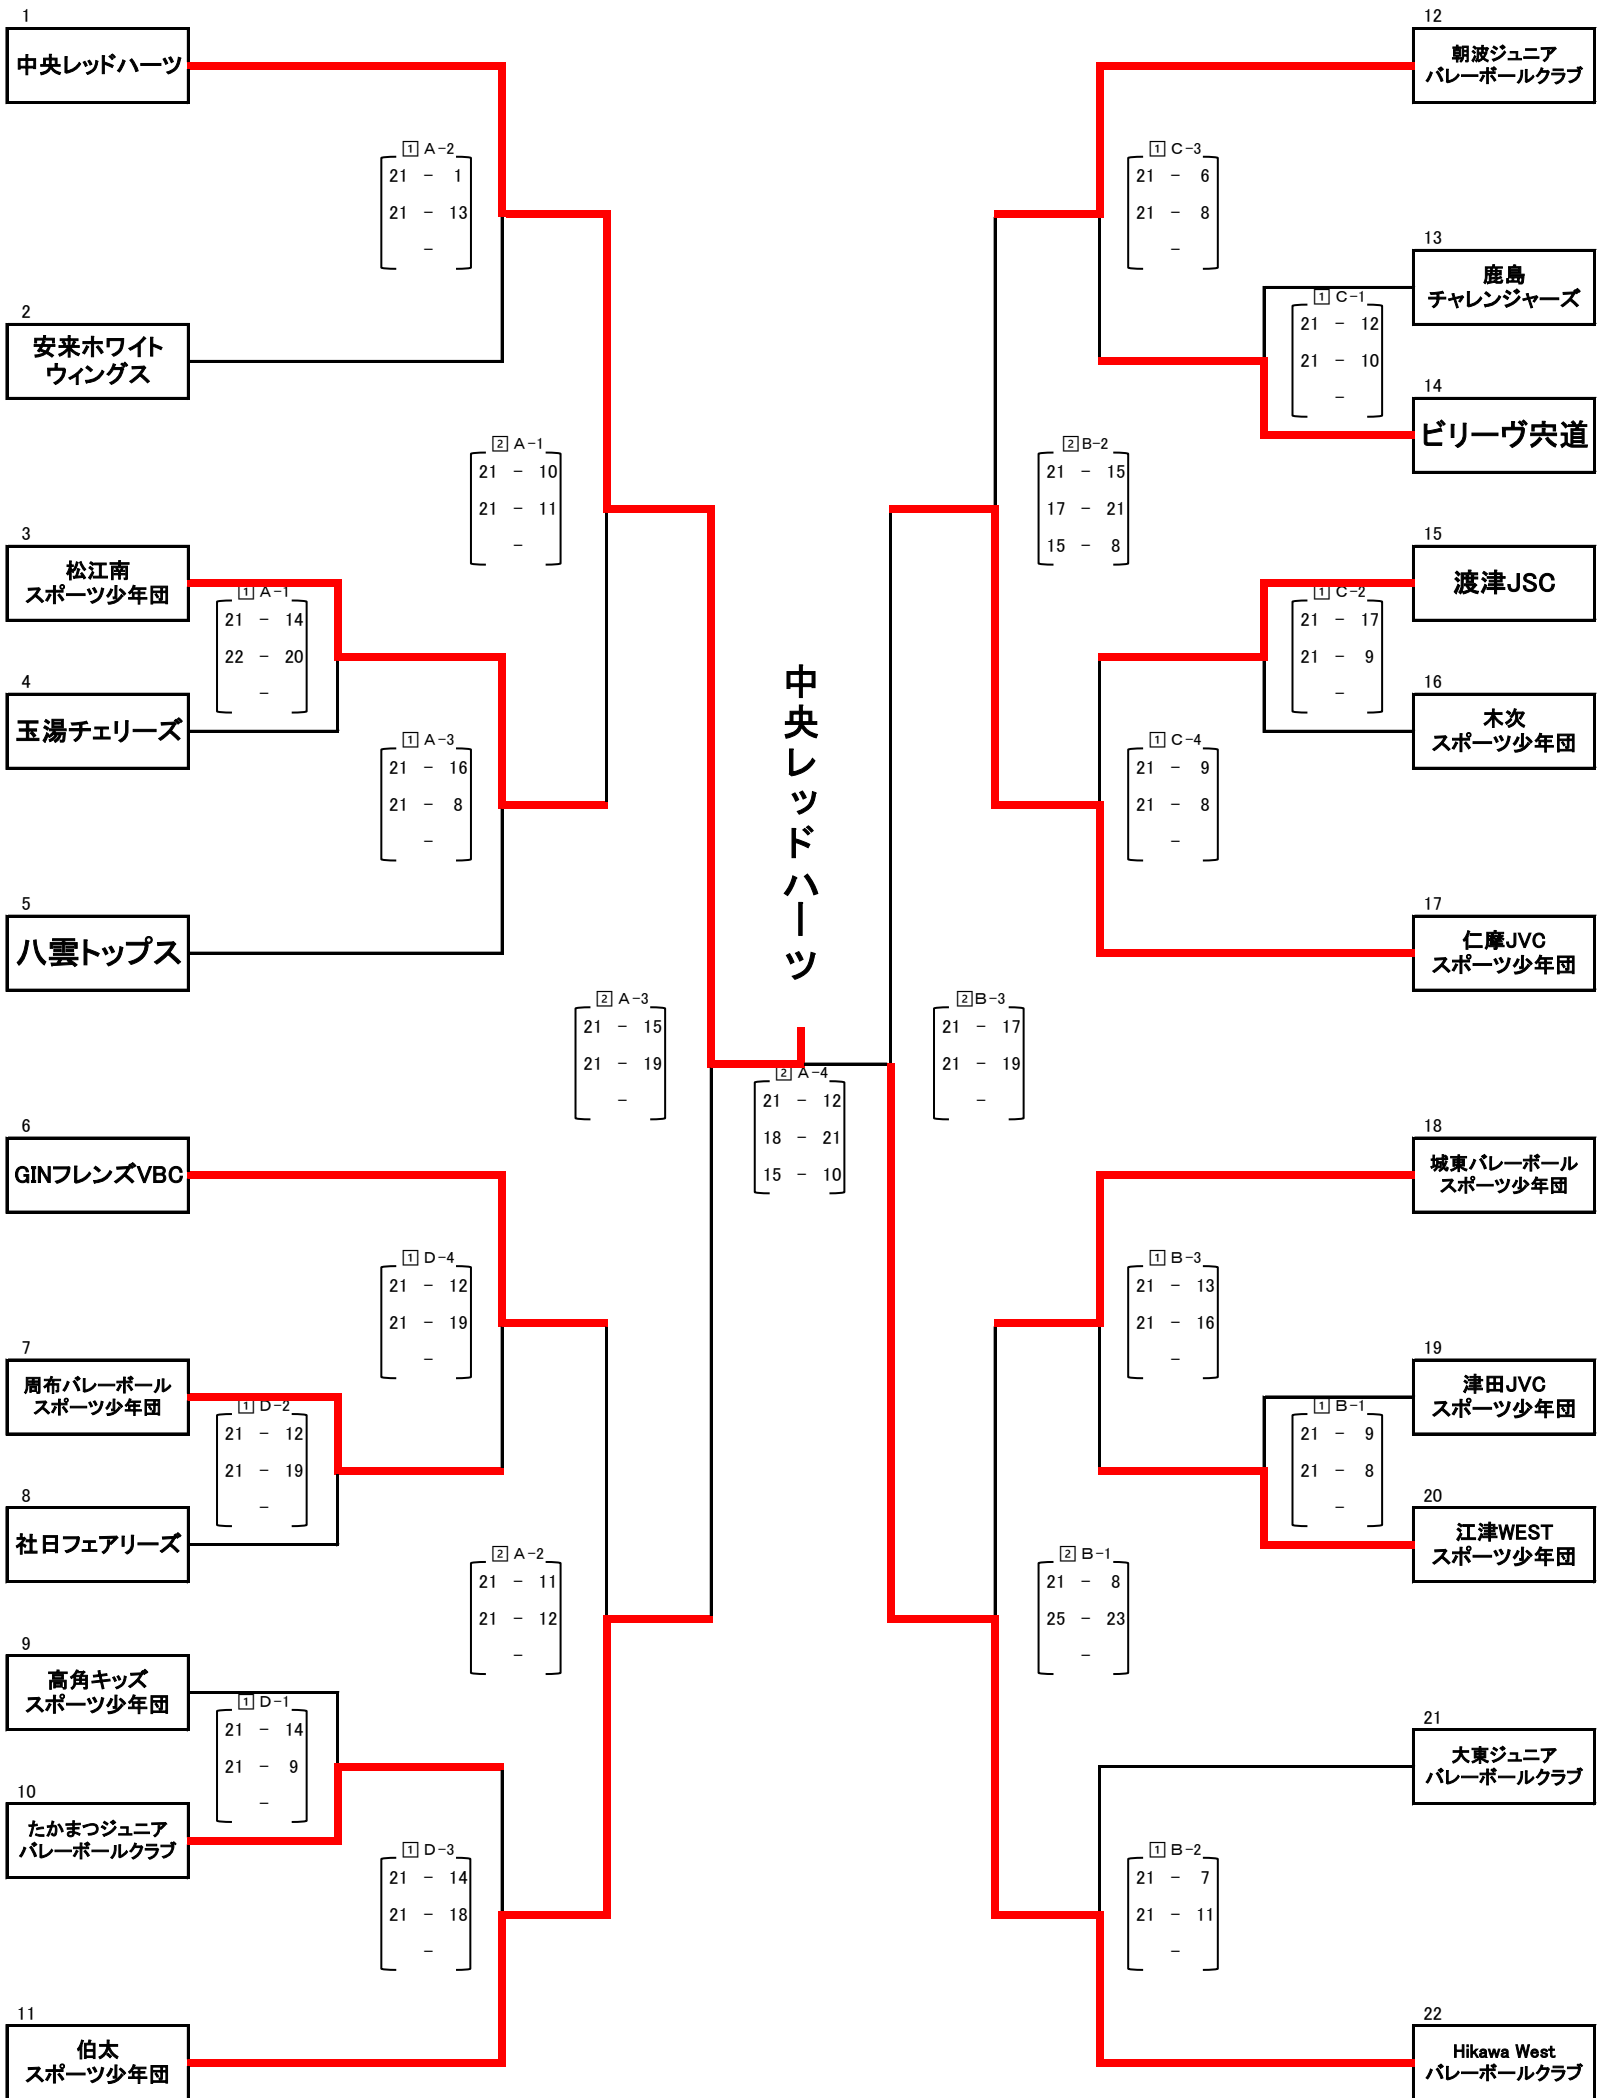 1
中央レッドハーツ
2
安来ホワイト
ウィングス
3
松江南
スポーツ少年団
4
玉湯チェリーズ
5
八雲トップス
6
GINフレンズVBC
7
周布バレーボール
スポーツ少年団
8
社日フェアリーズ
9
高角キッズ
スポーツ少年団
10
たかまつジュニア
バレーボールクラブ
11
伯太
スポーツ少年団
1 A-2
21 - 1
21 - 13
-
1 A-1
21 - 14
22 - 20
-
1 A-3
21 - 16
21 - 8
-
2 A-1
21 - 10
21 - 11
-
1 D-4
21 - 12
21 - 19
-
1 D-2
21 - 12
21 - 19
-
1 D-1
21 - 14
21 - 9
-
1 D-3
21 - 14
21 - 18
-
2 A-2
21 - 11
21 - 12
-
2 A-3
21 - 15
21 - 19
-
中央レッドハーツ
2 A-4
21 - 12
18 - 21
15 - 10
2 B-3
21 - 17
21 - 19
-
2 B-2
21 - 15
17 - 21
15 - 8
2 B-1
21 - 8
25 - 23
-
1 C-3
21 - 6
21 - 8
-
1 C-1
21 - 12
21 - 10
-
1 C-2
21 - 17
21 - 9
-
1 C-4
21 - 9
21 - 8
-
1 B-3
21 - 13
21 - 16
-
1 B-1
21 - 9
21 - 8
-
1 B-2
21 - 7
21 - 11
-
12
朝波ジュニア
バレーボールクラブ
13
鹿島
チャレンジャーズ
14
ビリーヴ宍道
15
渡津JSC
16
木次
スポーツ少年団
17
仁摩JVC
スポーツ少年団
18
城東バレーボール
スポーツ少年団
19
津田JVC
スポーツ少年団
20
江津WEST
スポーツ少年団
21
大東ジュニア
バレーボールクラブ
22
Hikawa West
バレーボールクラブ